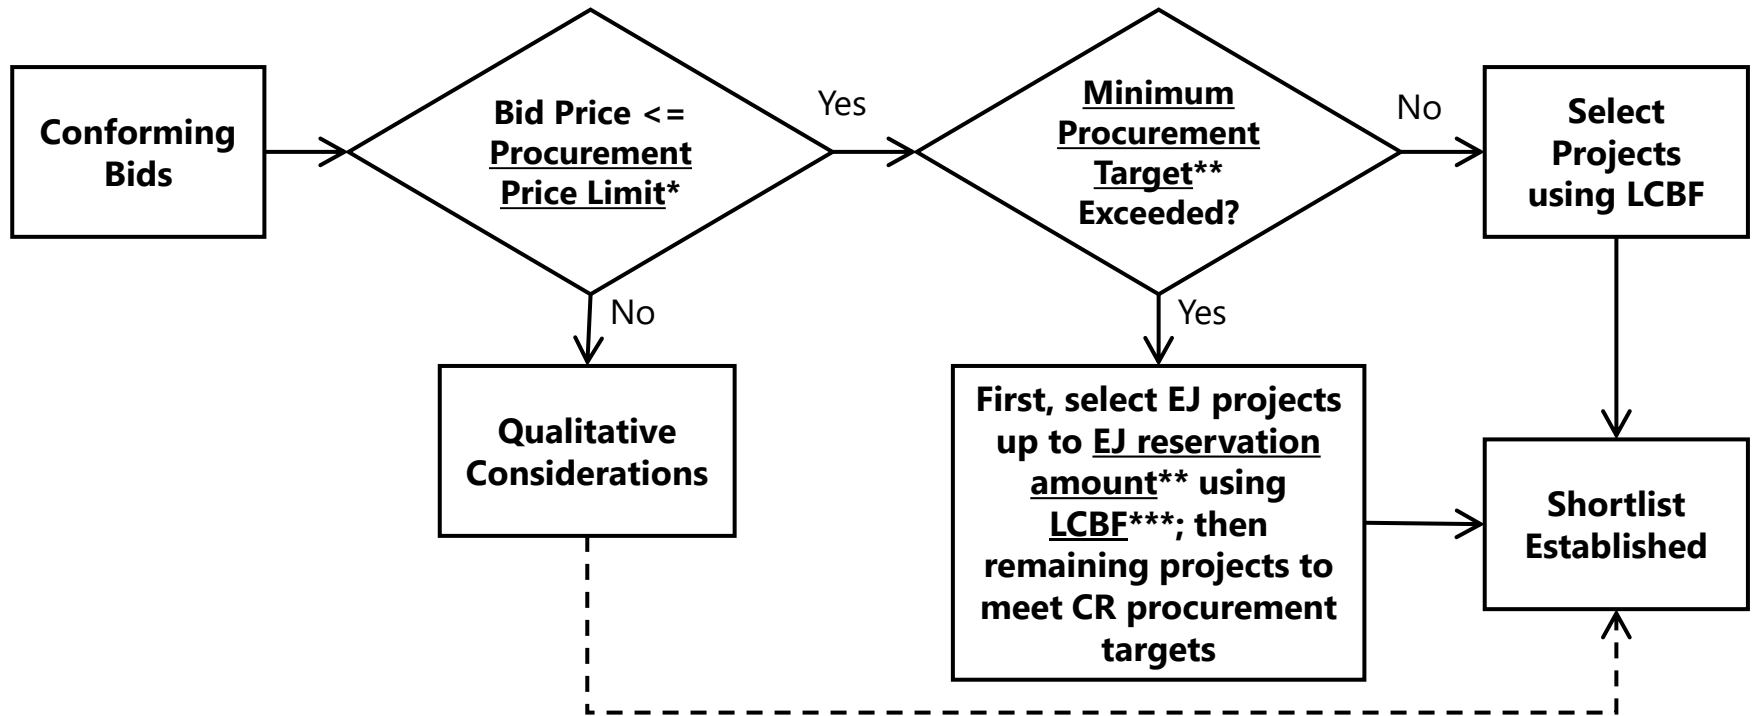 Conforming
Bids
Bid Price <=
Procurement
Price Limit*
Yes
No
Minimum
Procurement
Target**
Exceeded?
No
Yes
Select
Projects
using LCBF
Qualitative
Considerations
First, select EJ projects
up to EJ reservation
amount** using
LCBF***; then
remaining projects to
meet CR procurement
targets
Shortlist
Established